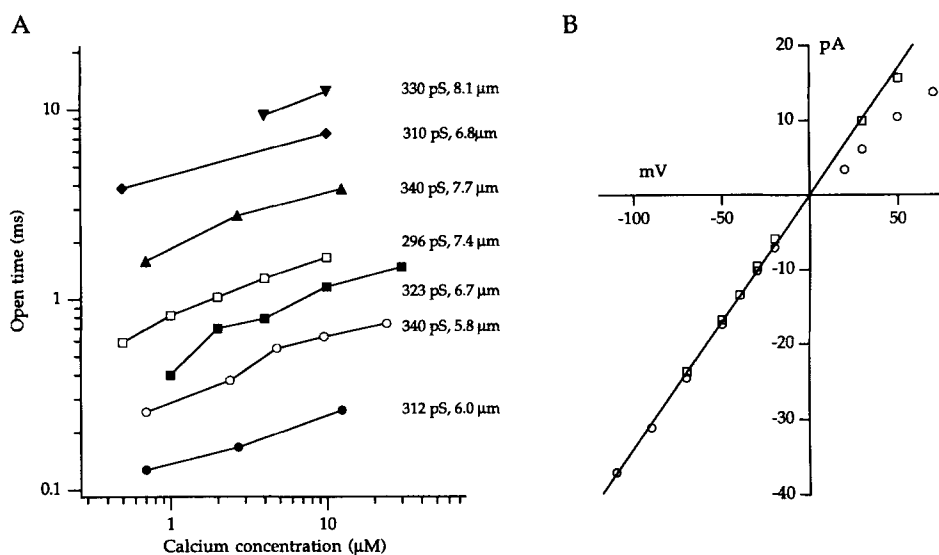 A
10
1
0.1
Open time (ms)
330 pS, 8.1 μm
310 pS, 6.8μm
340 pS, 7.7 μm
296 pS, 7.4 μm
323 pS, 6.7 μm
340 pS, 5.8 μm
312 pS, 6.0 μm
1
10
Calcium concentration (μM)
B
20
pA
10
mV
-100
-50
50
-10
-20
-30
-40